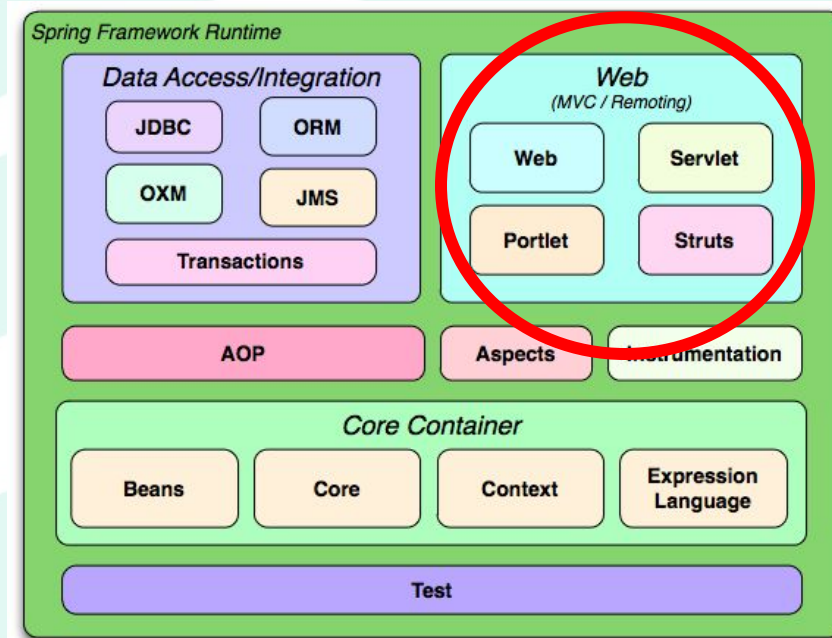 Spring Framework Runtime
Data Access/Integration
JDBC
ORM
OXM
JMS
Transactions
Web
(MVC / Remoting)
Web
Servlet
Portlet
Struts
AOP
Aspects
Instrumentation
Core Container
Beans
Core
Context
Expression
Language
Test